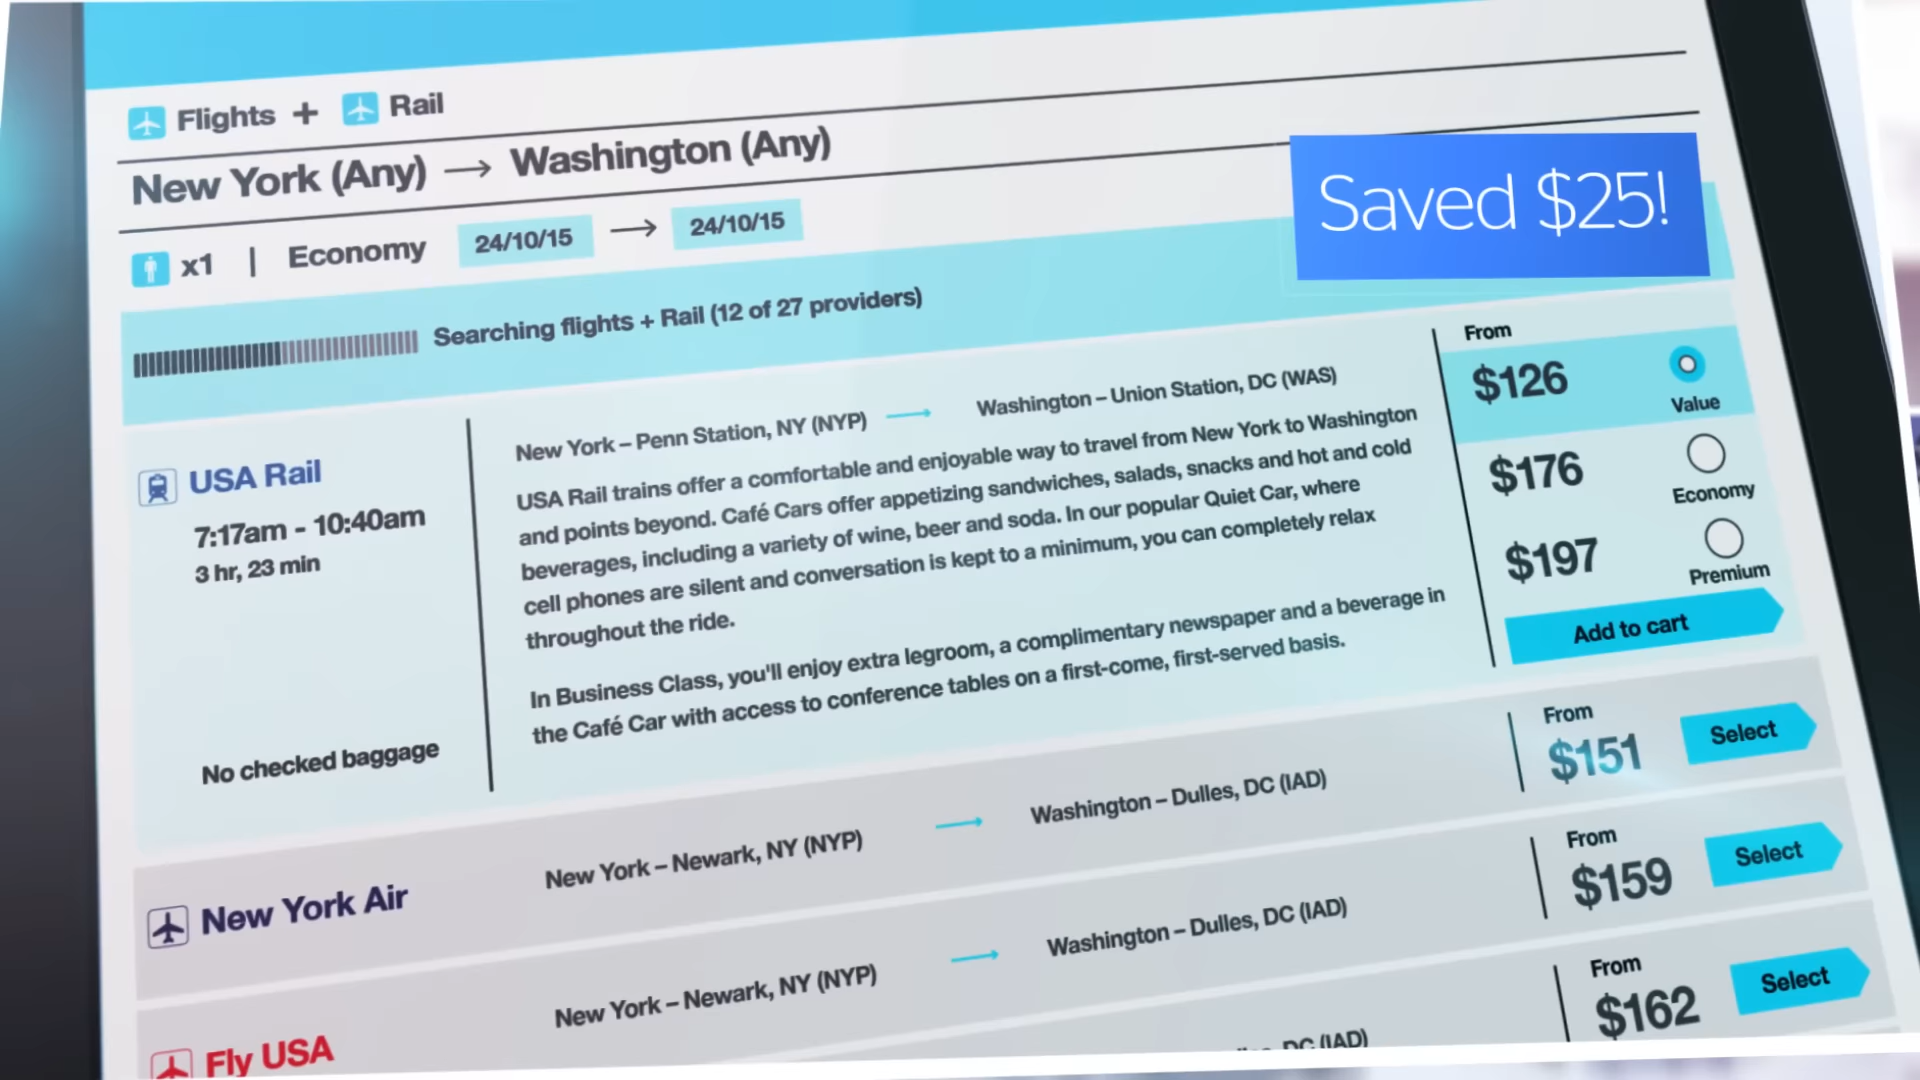 Flights + Rail
New York (Any) → Washington (Any)
Saved $25!
x1 | Economy 24/10/15 → 24/10/15
Searching flights + Rail (12 of 27 providers)
USA Rail
7:17am - 10:40am
3 hr, 23 min
No checked baggage
New York – Penn Station, NY (NYP) → Washington – Union Station, DC (WAS)
USA Rail trains offer a comfortable and enjoyable way to travel from New York to Washington
and points beyond. Café Cars offer appetizing sandwiches, salads, snacks and hot and cold
beverages, including a variety of wine, beer and soda. In our popular Quiet Car, where
cell phones are silent and conversation is kept to a minimum, you can completely relax
throughout the ride.
In Business Class, you'll enjoy extra legroom, a complimentary newspaper and a beverage in
the Café Car with access to conference tables on a first-come, first-served basis.
From
$126
Value
$176
Economy
$197
Premium
Add to cart
New York Air
New York – Newark, NY (NYP) → Washington – Dulles, DC (IAD)
From
$151
Select
Fly USA
New York – Newark, NY (NYP) → Washington – Dulles, DC (IAD)
From
$159
Select
DC (IAD)
From
$162
Select